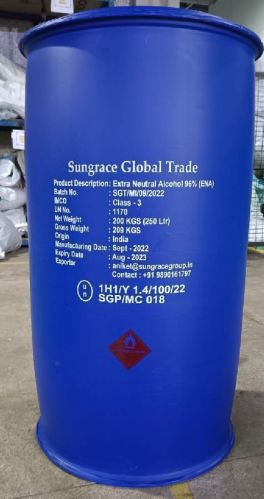 Sungrace Global Trade
Product Description: Extra Neutral Alcohol 96% (ENA)
Batch No. : SGT/MI/09/2022
IMCO : Class - 3
UN No. : 1170
Net Weight : 200 KGS (250 Ltr)
Gross Weight : 209 KGS
Origin : India
Manufacturing Date : Sept - 2022
Expiry Date : Aug - 2023
Exporter : aniket@sungracegroup.in
Contact : +91 9890161797
u n 1H1/Y 1.4/100/22
SGP/MC 018